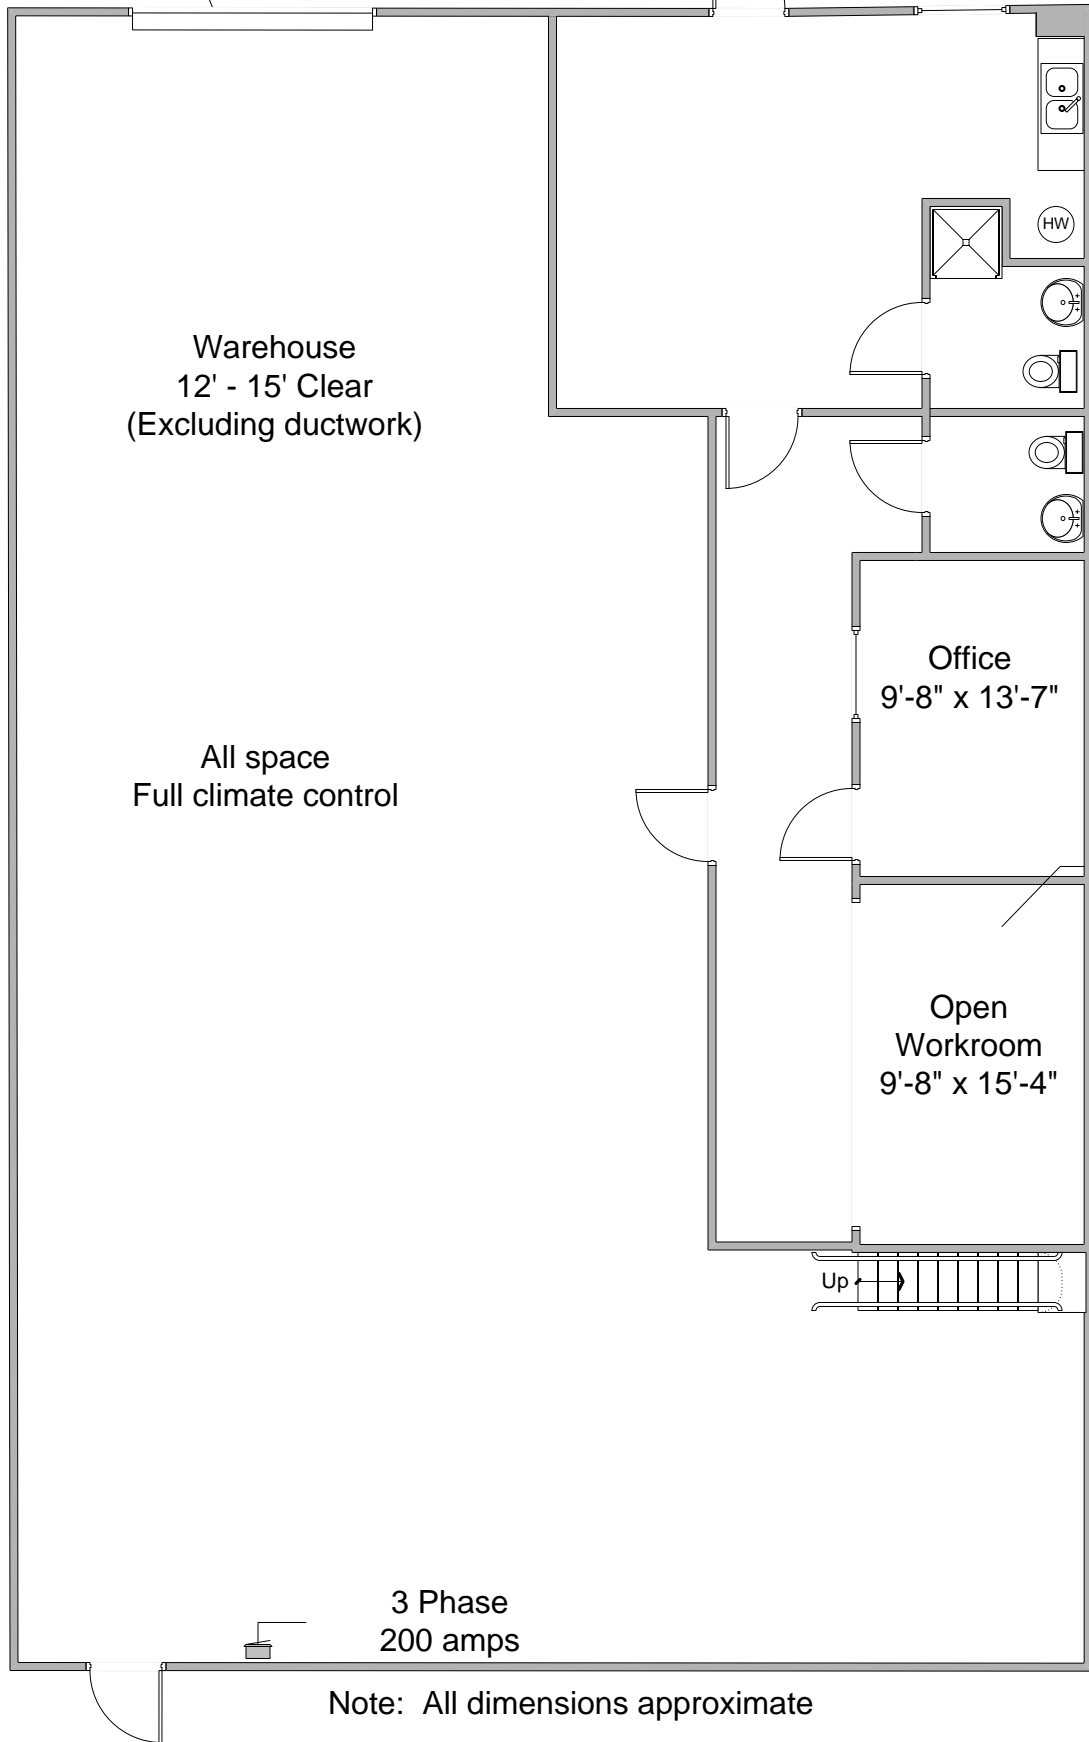 HW
Warehouse
12' - 15' Clear
(Excluding ductwork)
Office
9'-8" x 13'-7"
All space
Full climate control
Open
Workroom
9'-8" x 15'-4"
Up
3 Phase
200 amps
Note:  All dimensions approximate